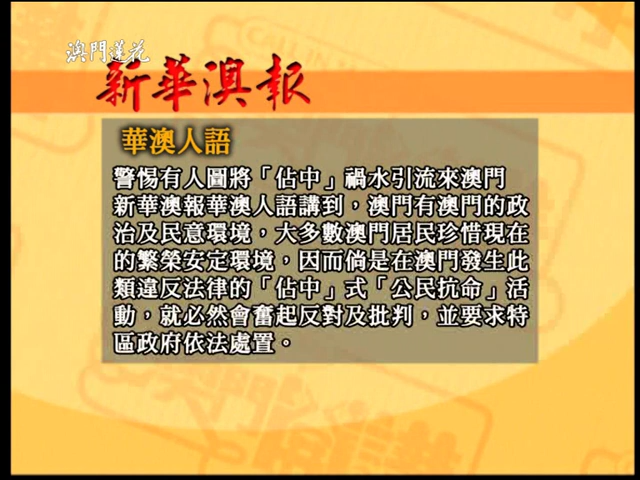 澳門蓮花
新華澳報
華澳人語
警惕有人圖將「佔中」禍水引流來澳門
新華澳報華澳人語講到，澳門有澳門的政
治及民意環境，大多數澳門居民珍惜現在
的繁榮安定環境，因而倘是在澳門發生此
類違反法律的「佔中」式「公民抗命」活
動，就必然會奮起反對及批判，並要求特
區政府依法處置。